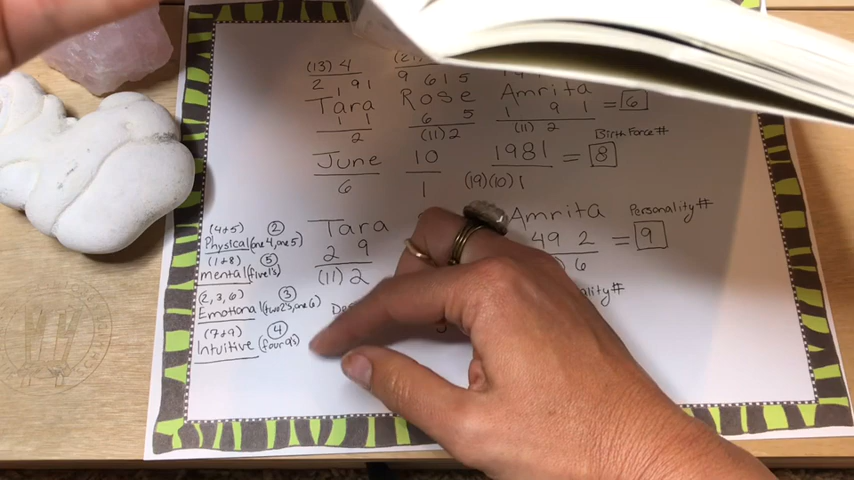 (13) 4
2 1 9 1 9 6 1 5
Tara Rose Amrita = 6
1 1 6 5 1 9 1
2 (11) 2 (11) 2
Birth Force #
June 10 1981 = 8
6 1 (19)(10) 1
Tara Amrita Personality #
2 9 49 2 = 9
(11) 2 6
(4+5) 2
Physical (one 4, one 5)
(1+8) 5
mental (five 1's)
(2, 3, 6) 3
Emotional (two 2's, one 6)
(7+9) 4
Intuitive (four 9's)